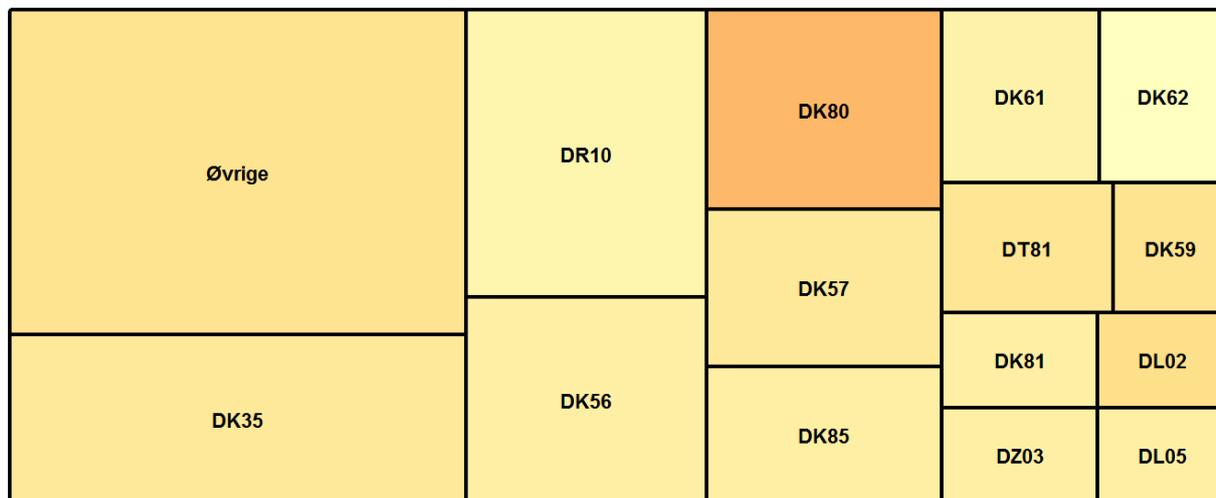 Øvrige
DK35
DR10
DK56
DK80
DK57
DK85
DK61
DK62
DT81
DK59
DK81
DL02
DZ03
DL05